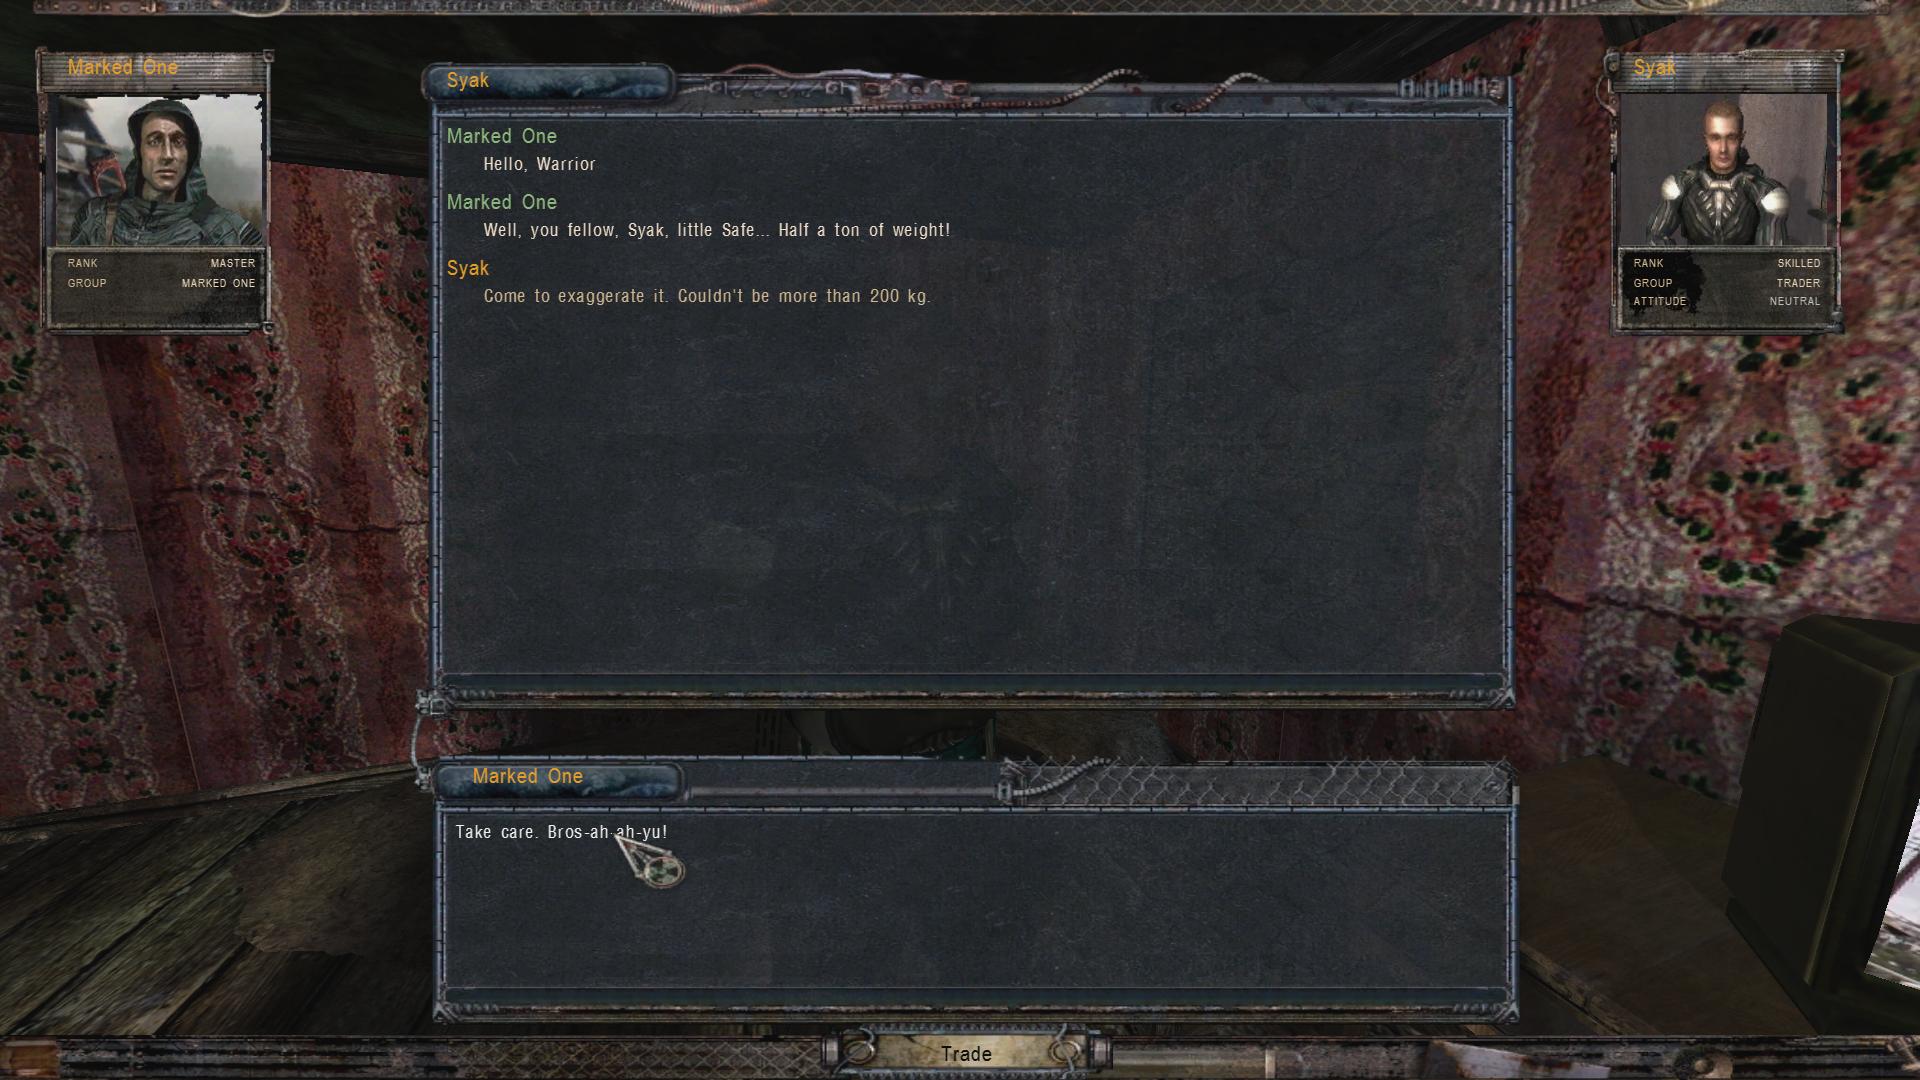 Marked One
RANK MASTER
GROUP MARKED ONE
Syak
Marked One
Hello, Warrior
Marked One
Well, you fellow, Syak, little Safe... Half a ton of weight!
Syak
Come to exaggerate it. Couldn't be more than 200 kg.
Syak
RANK SKILLED
GROUP TRADER
ATTITUDE NEUTRAL
Marked One
Take care. Bros-ah ah-yu!
Trade